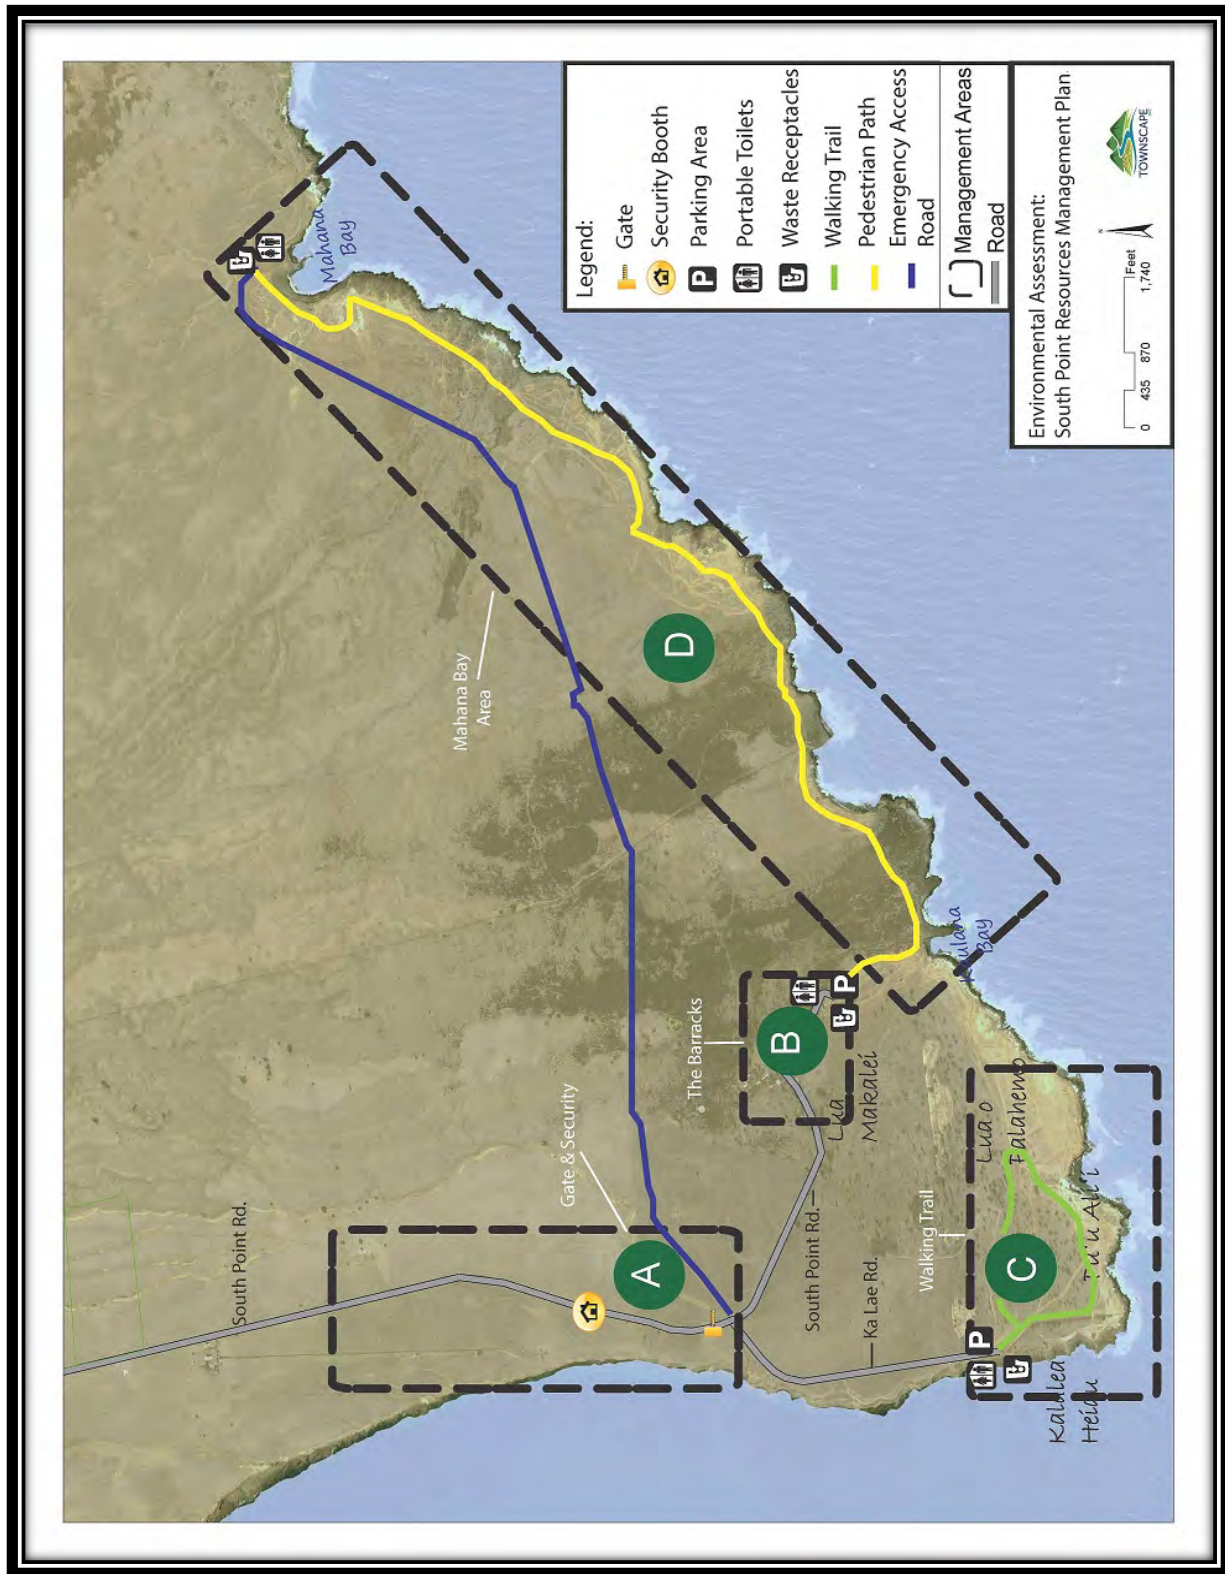 Mahana
Bay
Mahana Bay
Area
D
Kaulana
Bay
The Barracks
B
P
Lua
Makalei
Gate & Security
A
South Point Rd.
South Point Rd.
Ka Lae Rd.
Walking Trail
Lua o
Palahemo
Pu'u Ali'i
C
P
Kalalea
Heiau
Legend:
Gate
Security Booth
P Parking Area
Portable Toilets
Waste Receptacles
Walking Trail
Pedestrian Path
Emergency Access
Road
Management Areas
Road
Environmental Assessment:
South Point Resources Management Plan
N
Feet
0 435 870 1,740
TOWNSCAPE